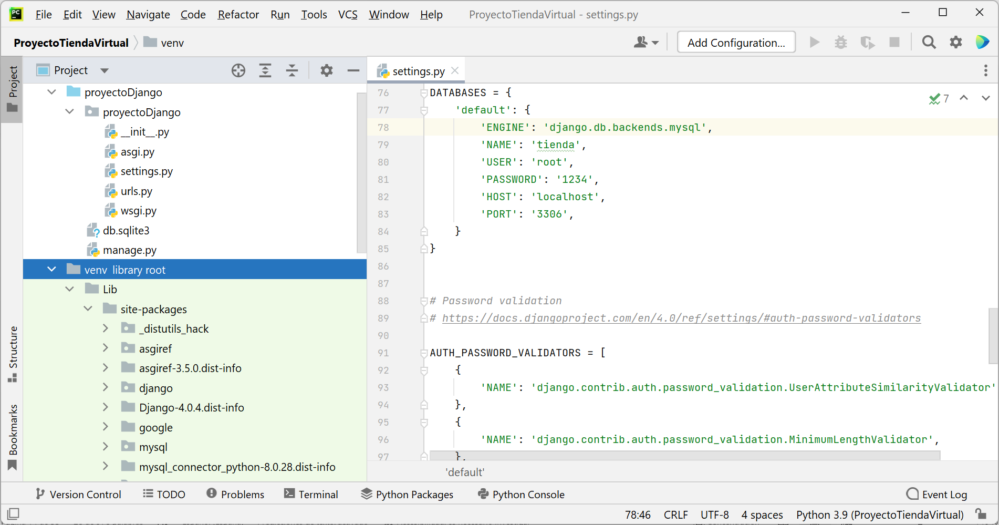 PC
File Edit View Navigate Code Refactor Run Tools VCS Window Help ProyectoTiendaVirtual - settings.py
ProyectoTiendaVirtual venv Add Configuration...
Project
Project
settings.py
proyectoDjango
proyectoDjango
__init__.py
asgi.py
settings.py
urls.py
wsgi.py
db.sqlite3
manage.py
venv library root
Lib
site-packages
_distutils_hack
asgiref
asgiref-3.5.0.dist-info
django
Django-4.0.4.dist-info
google
mysql
mysql_connector_python-8.0.28.dist-info
Structure
Bookmarks
7
76 DATABASES = {
77 'default': {
78 'ENGINE': 'django.db.backends.mysql',
79 'NAME': 'tienda',
80 'USER': 'root',
81 'PASSWORD': '1234',
82 'HOST': 'localhost',
83 'PORT': '3306',
84 }
85 }
86
87
88 # Password validation
89 # https://docs.djangoproject.com/en/4.0/ref/settings/#auth-password-validators
90
91 AUTH_PASSWORD_VALIDATORS = [
92 {
93 'NAME': 'django.contrib.auth.password_validation.UserAttributeSimilarityValidator'
94 },
95 {
96 'NAME': 'django.contrib.auth.password_validation.MinimumLengthValidator',
97 },
'default'
Version Control TODO Problems Terminal Python Packages Python Console Event Log
78:46 CRLF UTF-8 4 spaces Python 3.9 (ProyectoTiendaVirtual)